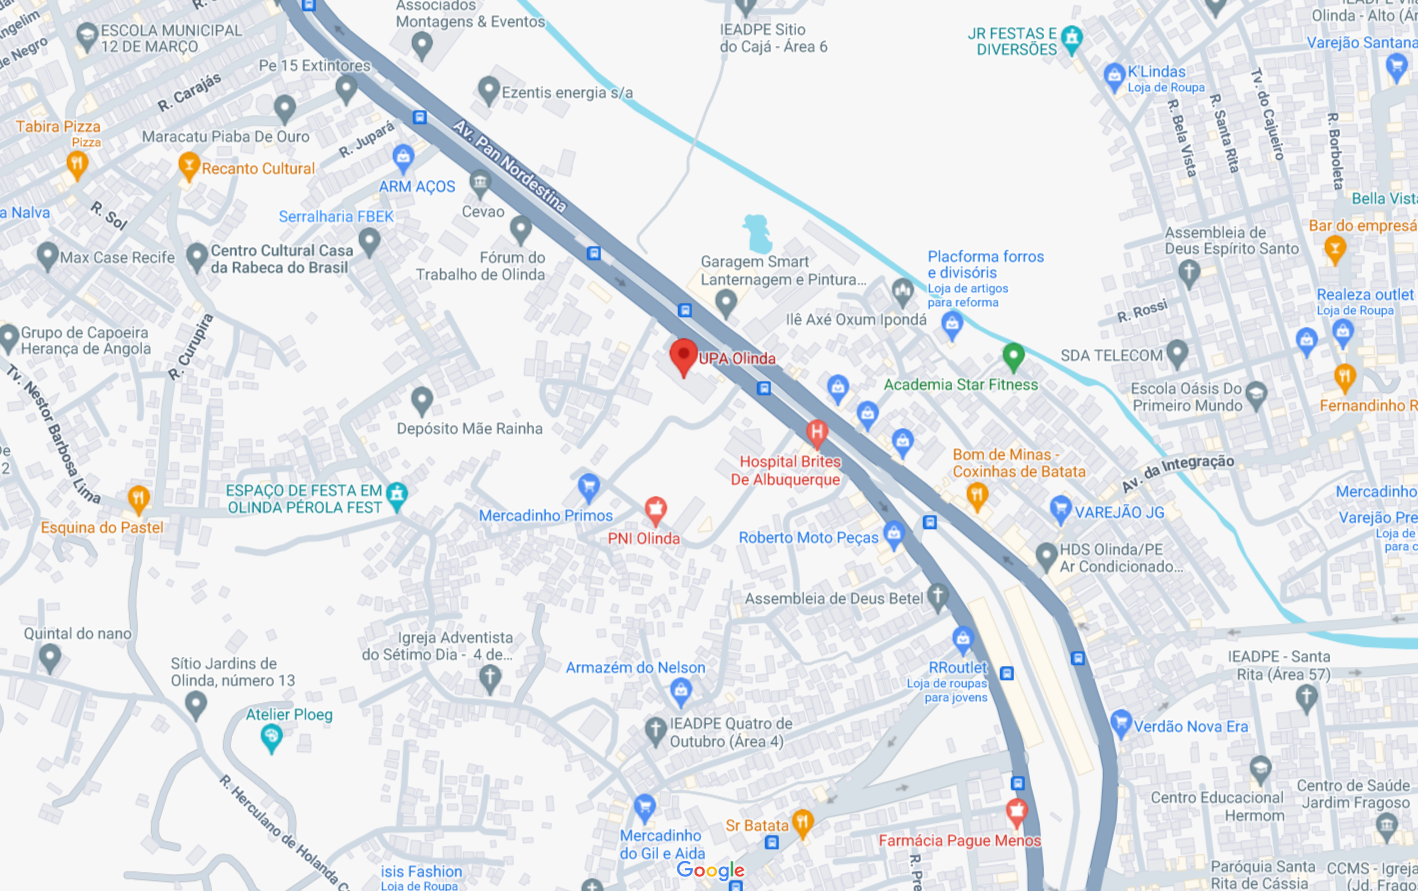 Associados
Montagens & Eventos
ESCOLA MUNICIPAL
12 DE MARÇO
Pe 15 Extintores
R. Carajás
Ezentis energia s/a
IEADPE Sitio
do Cajá - Área 6
JR FESTAS E
DIVERSÕES
K'Lindas
Loja de Roupa
Varejão Santana
Tabira Pizza
Pizza
Maracatu Piaba De Ouro
R. Jupará
Recanto Cultural
ARM AÇOS
Av. Pan Nordestina
R. Bela Vista
R. Santa Rita
Tv. do Cajueiro
R. Borboleta
R. Sol
Cevao
Serralharia FBEK
Max Case Recife
Centro Cultural Casa
da Rabeca do Brasil
Fórum do
Trabalho de Olinda
Garagem Smart
Lanternagem e Pintura...
Placforma forros
e divisóris
Loja de artigos
para reforma
Assembleia de
Deus Espírito Santo
Bella Vista
Bar do empresá
Realeza outlet
Loja de Roupa
Ilê Axé Oxum Ipondá
R. Rossi
Grupo de Capoeira
Herança de Angola
R. Curupira
UPA Olinda
SDA TELECOM
Academia Star Fitness
Escola Oásis Do
Primeiro Mundo
Fernandinho R
Tv. Nestor Barbosa Lima
Depósito Mãe Rainha
Hospital Brites
De Albuquerque
Bom de Minas -
Coxinhas de Batata
Av. da Integração
ESPAÇO DE FESTA EM
OLINDA PÉROLA FEST
Esquina do Pastel
Mercadinho Primos
PNI Olinda
Roberto Moto Peças
VAREJÃO JG
Mercadinho
Varejão Pre
Loja de
para c
HDS Olinda/PE
Ar Condicionado...
Assembleia de Deus Betel
Quintal do nano
Igreja Adventista
do Sétimo Dia - 4 de...
Sítio Jardins de
Olinda, número 13
Armazém do Nelson
RRoutlet
Loja de roupas
para jovens
IEADPE - Santa
Rita (Área 57)
Atelier Ploeg
IEADPE Quatro de
Outubro (Área 4)
Verdão Nova Era
R. Herculano de Holanda C
Centro Educacional
Hermom
Centro de Saúde
Jardim Fragoso
Mercadinho
do Gil e Aida
Sr Batata
Farmácia Pague Menos
isis Fashion
Loja de Roupa
Google
R. Pre
Paróquia Santa
Rita de Cássia
CCMS - Igreja
Jd. Frago